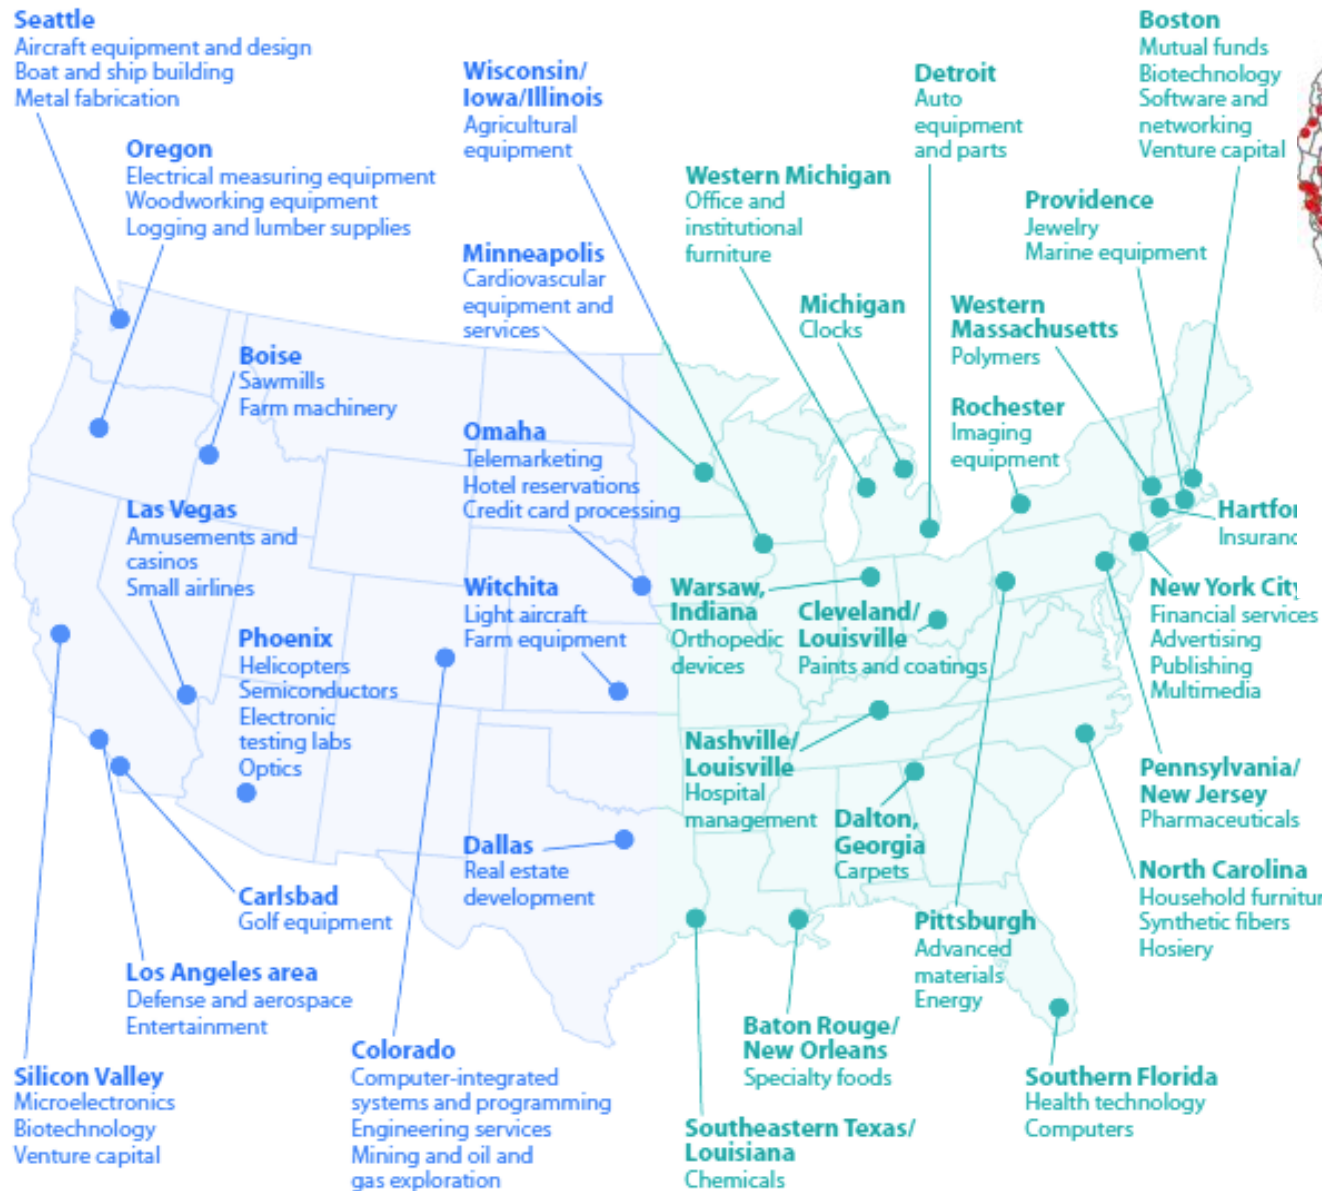 Seattle
Aircraft equipment and design
Boat and ship building
Metal fabrication
Oregon
Electrical measuring equipment
Woodworking equipment
Logging and lumber supplies
Boise
Sawmills
Farm machinery
Las Vegas
Amusements and
casinos
Small airlines
Phoenix
Helicopters
Semiconductors
Electronic
testing labs
Optics
Carlsbad
Golf equipment
Los Angeles area
Defense and aerospace
Entertainment
Silicon Valley
Microelectronics
Biotechnology
Venture capital
Colorado
Computer-integrated
systems and programming
Engineering services
Mining and oil and
gas exploration
Wisconsin/
Iowa/Illinois
Agricultural
equipment
Minneapolis
Cardiovascular
equipment and
services
Omaha
Telemarketing
Hotel reservations
Credit card processing
Witchita
Light aircraft
Farm equipment
Dallas
Real estate
development
Western Michigan
Office and
institutional
furniture
Michigan
Clocks
Detroit
Auto
equipment
and parts
Boston
Mutual funds
Biotechnology
Software and
networking
Venture capital
Providence
Jewelry
Marine equipment
Western
Massachusetts
Polymers
Rochester
Imaging
equipment
Hartfor
Insuranc
New York City
Financial services
Advertising
Publishing
Multimedia
Warsaw,
Indiana
Orthopedic
devices
Cleveland/
Louisville
Paints and coatings
Nashville/
Louisville
Hospital
management
Dalton,
Georgia
Carpets
Pittsburgh
Advanced
materials
Energy
Pennsylvania/
New Jersey
Pharmaceuticals
North Carolina
Household furnitur
Synthetic fibers
Hosiery
Baton Rouge/
New Orleans
Specialty foods
Southeastern Texas/
Louisiana
Chemicals
Southern Florida
Health technology
Computers